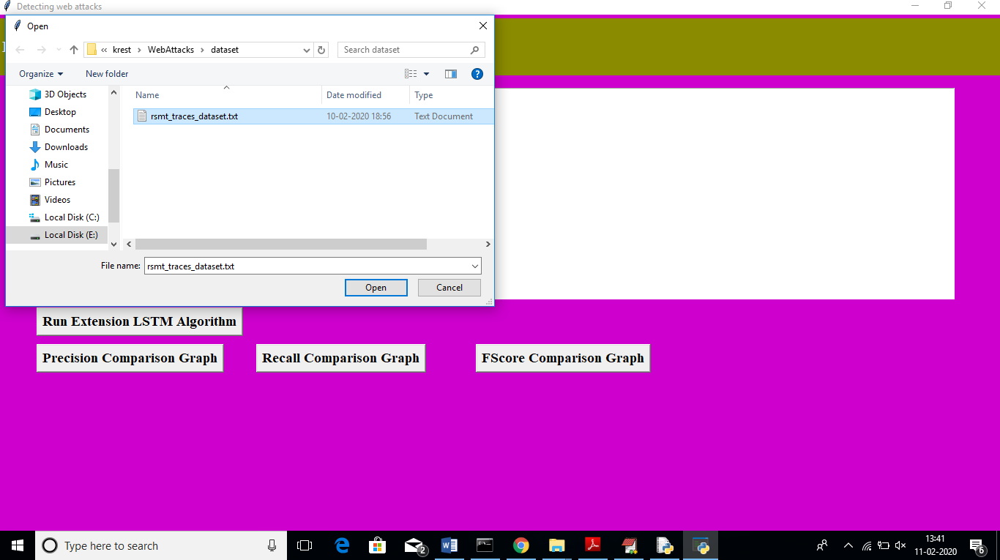 Detecting web attacks
Open
« krest › WebAttacks › dataset
Search dataset
Organize
New folder
Name
Date modified
Type
3D Objects
Desktop
Documents
Downloads
Music
Pictures
Videos
Local Disk (C:)
Local Disk (E:)
rsmt_traces_dataset.txt 10-02-2020 18:56 Text Document
File name: rsmt_traces_dataset.txt
Open
Cancel
Run Extension LSTM Algorithm
Precision Comparison Graph
Recall Comparison Graph
FScore Comparison Graph
Type here to search
2
13:41
11-02-2020
6